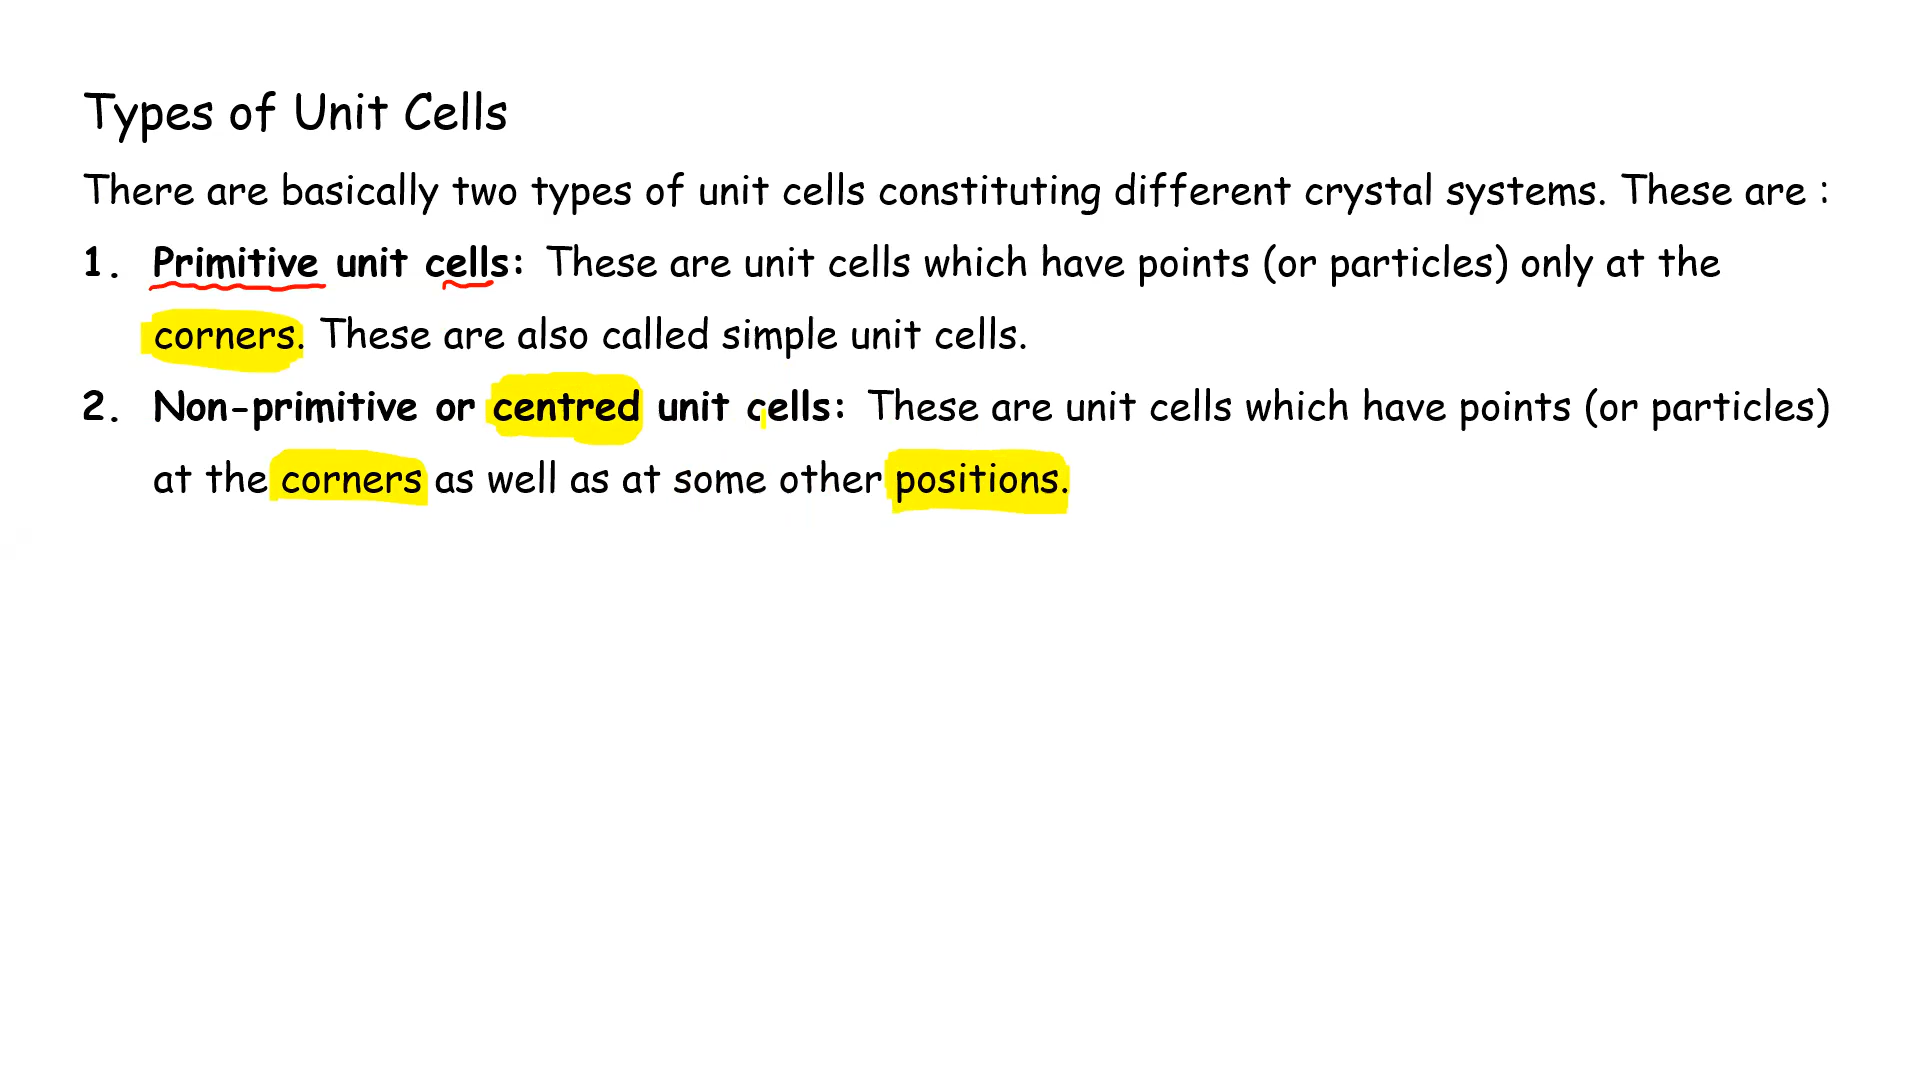 Types of Unit Cells
There are basically two types of unit cells constituting different crystal systems. These are :
1. Primitive unit cells: These are unit cells which have points (or particles) only at the
corners. These are also called simple unit cells.
2. Non-primitive or centred unit cells: These are unit cells which have points (or particles)
at the corners as well as at some other positions.